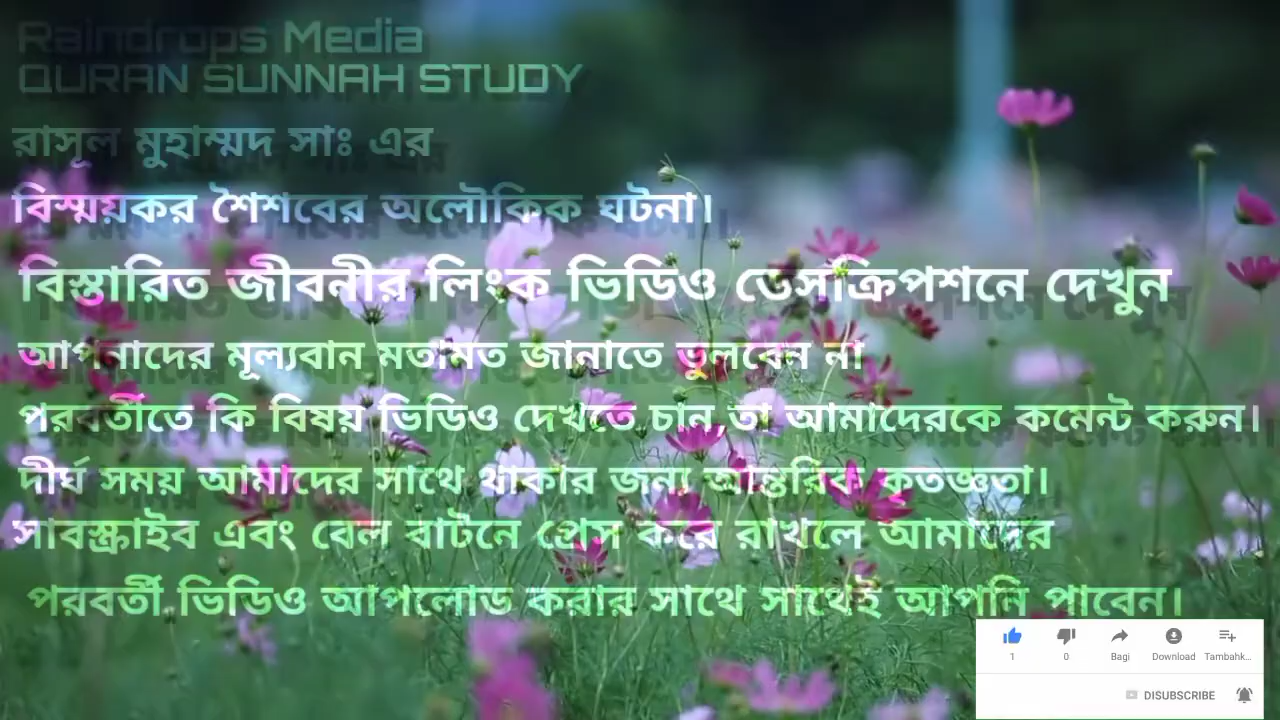 Raindrops Media
QURAN SUNNAH STUDY
রাসূল মুহাম্মদ সাঃ এর
বিস্ময়কর শৈশবের অলৌকিক ঘটনা।
বিস্তারিত জীবনীর লিংক ভিডিও ডেসক্রিপশনে দেখুন
আপনাদের মূল্যবান মতামত জানাতে ভুলবেন না
পরবর্তীতে কি বিষয় ভিডিও দেখতে চান তা আমাদেরকে কমেন্ট করুন।
দীর্ঘ সময় আমাদের সাথে থাকার জন্য আন্তরিক কৃতজ্ঞতা।
সাবস্ক্রাইব এবং বেল বাটনে প্রেস করে রাখলে আমাদের
পরবর্তী ভিডিও আপলোড করার সাথে সাথেই আপনি পাবেন।
1 0 Bagi Download Tambahk...
DISUBSCRIBE